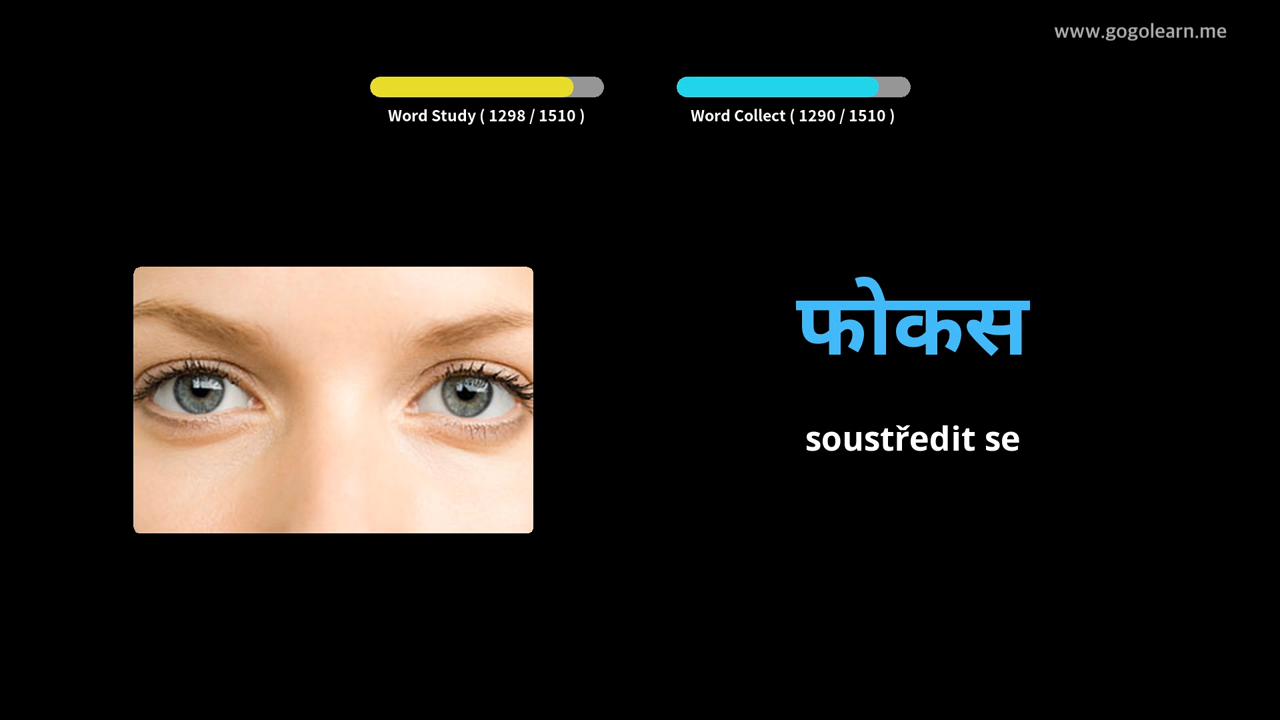 www.gogolearn.me
Word Study ( 1298 / 1510 )
Word Collect ( 1290 / 1510 )
फोकस
soustředit se